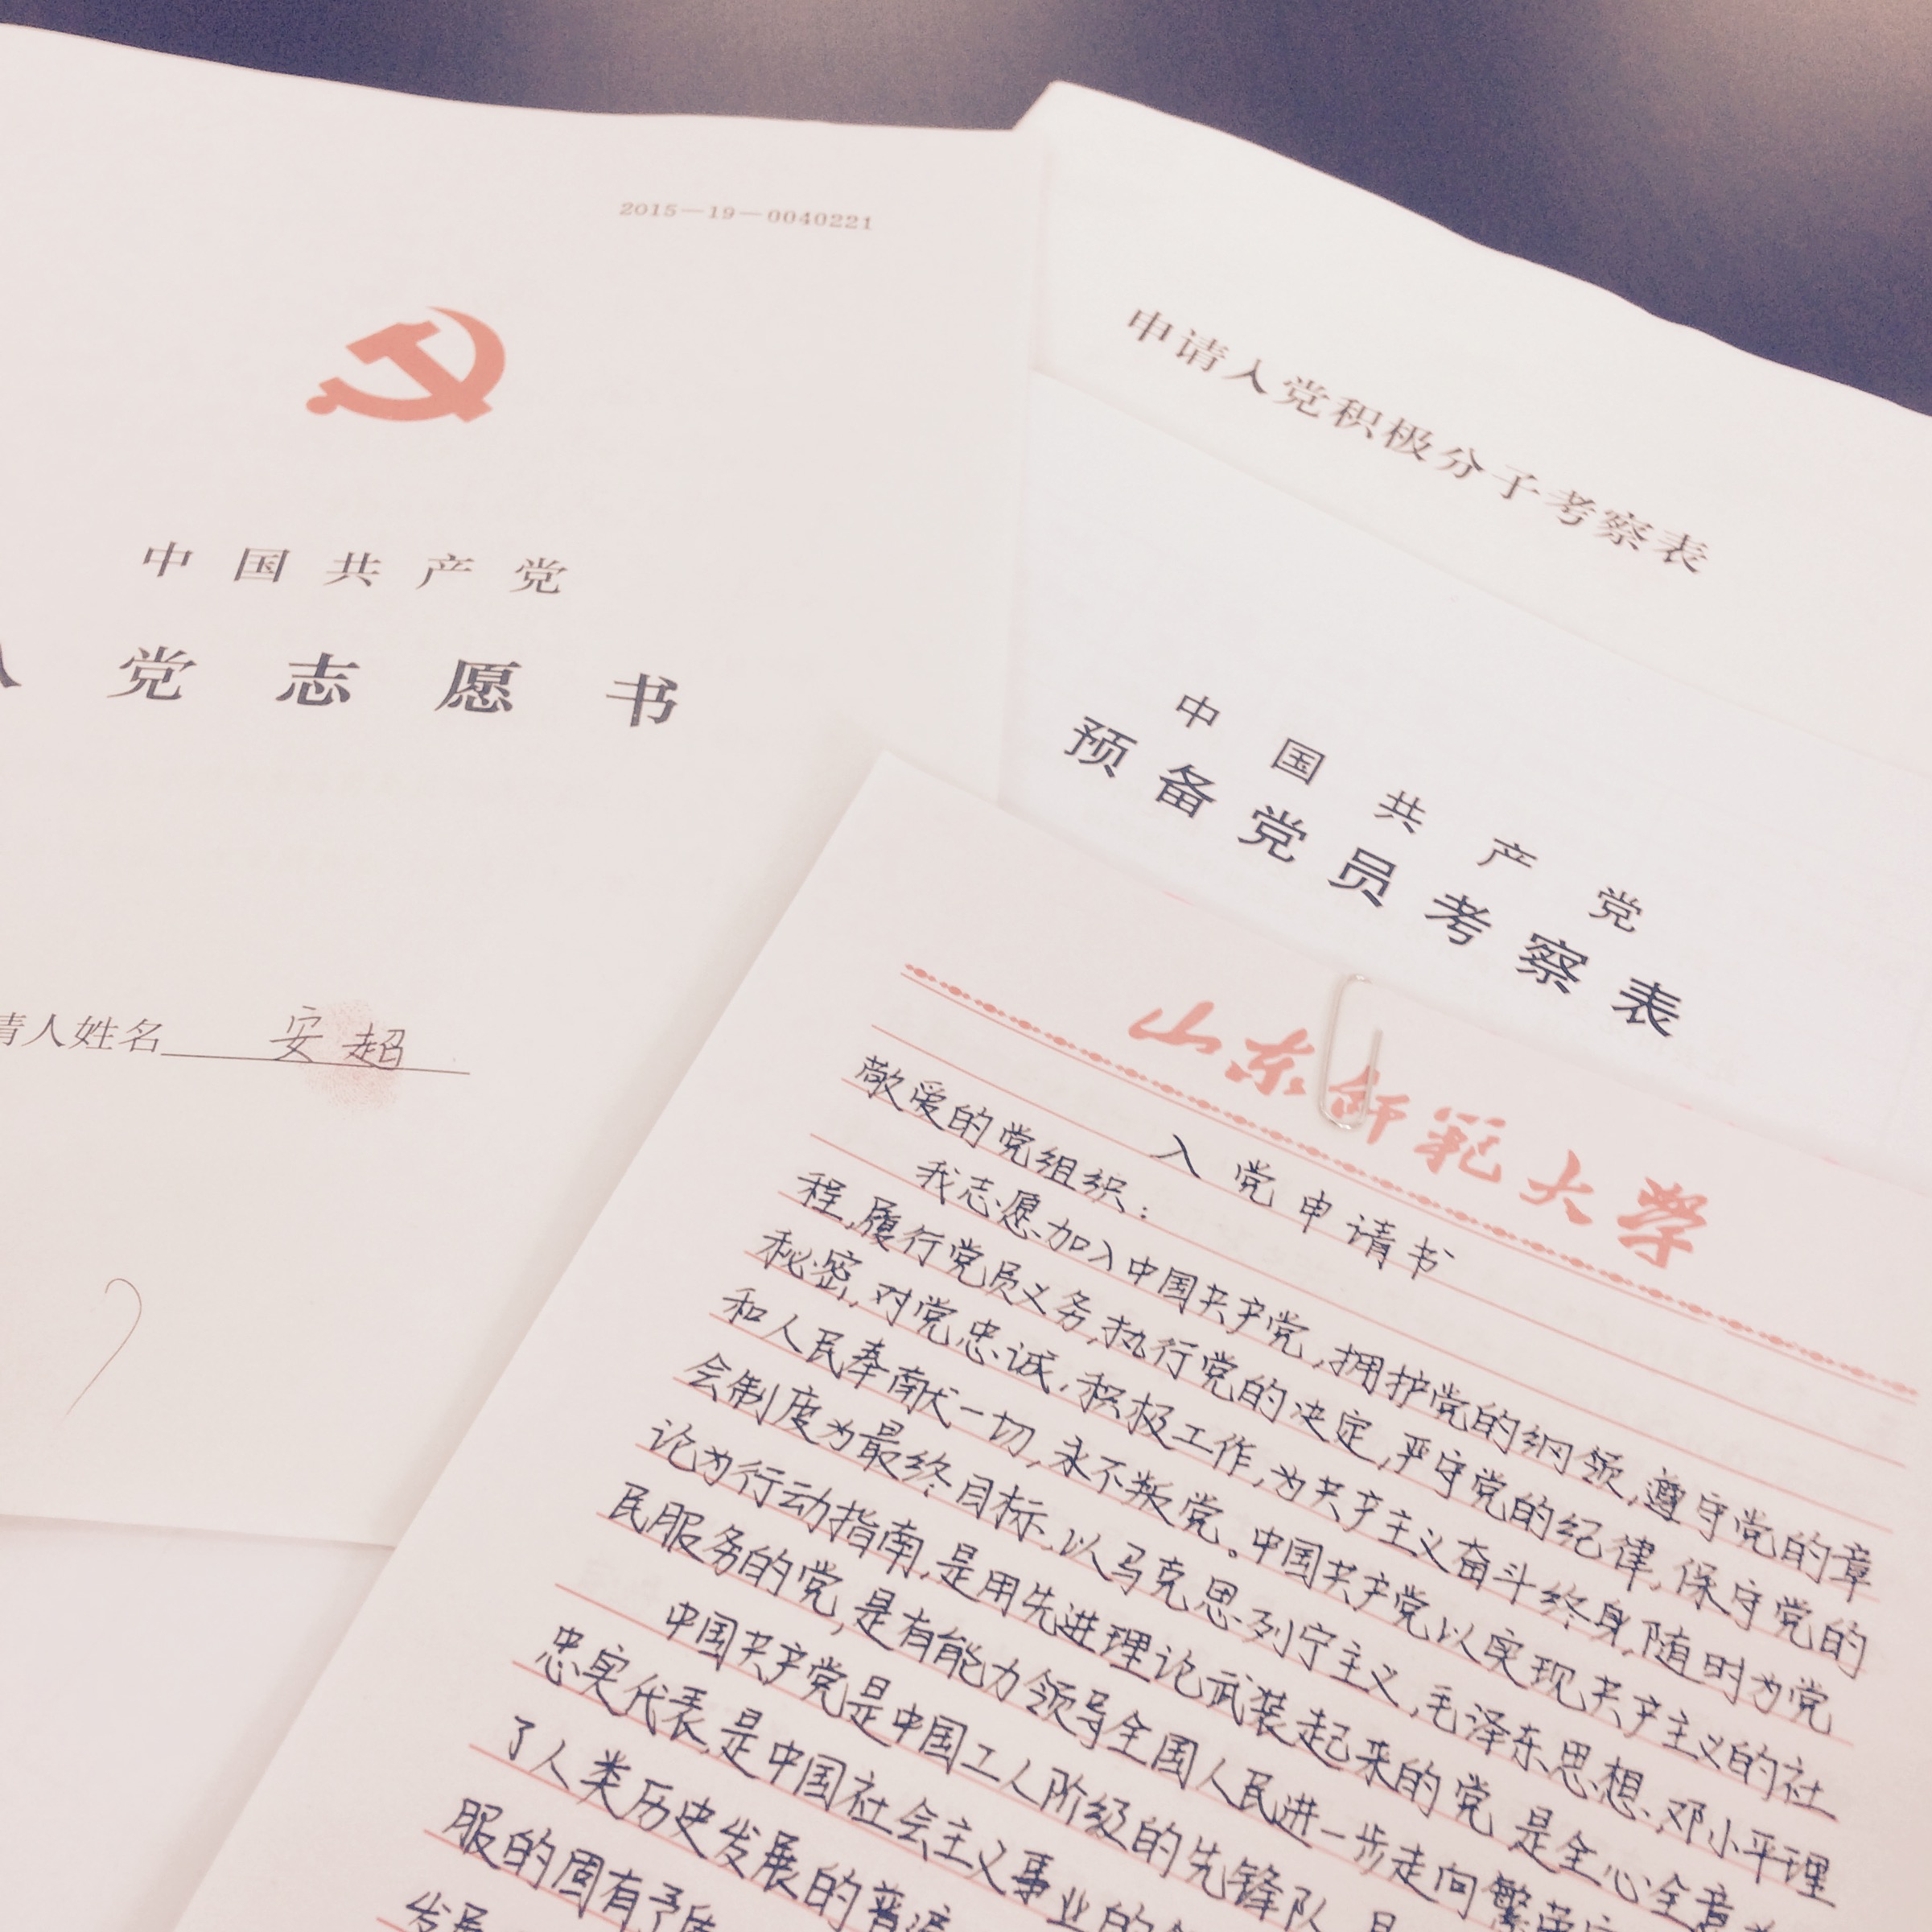 2015—19—0040221
中国共产党
入党志愿书
请人姓名 安超
申请入党积极分子考察表
中国共产党
预备党员考察表
山东师范大学
入党申请书
敬爱的党组织：
我志愿加入中国共产党,拥护党的纲领,遵守党的章
程,履行党员义务,执行党的决定,严守党的纪律,保守党的
秘密,对党忠诚,积极工作,为共产主义奋斗终身,随时为党
和人民奉献一切,永不叛党。中国共产党以实现共产主义的社
会制度为最终目标,以马克思列宁主义,毛泽东思想、邓小平理
论为行动指南,是用先进理论武装起来的党,是全心全意为
民服务的党,是有能力领导全国人民进一步走向繁荣
中国共产党是中国工人阶级的先锋队,是
忠实代表,是中国社会主义事业的
了人类历史发展的普遍
服的固有矛盾
发展